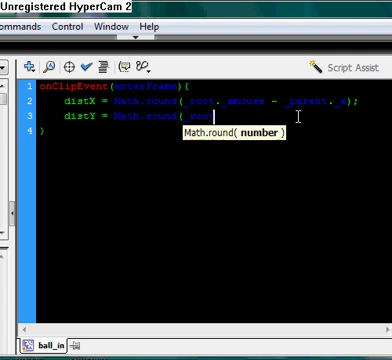 Unregistered HyperCam 2
ommands Control Window Help
Script Assist
1 onClipEvent(enterframe){
2 distX = Math.round(_root._xmouse - _parent._x);
3 distY = Math.round(_root
4 }
Math.round( number )
ball_in